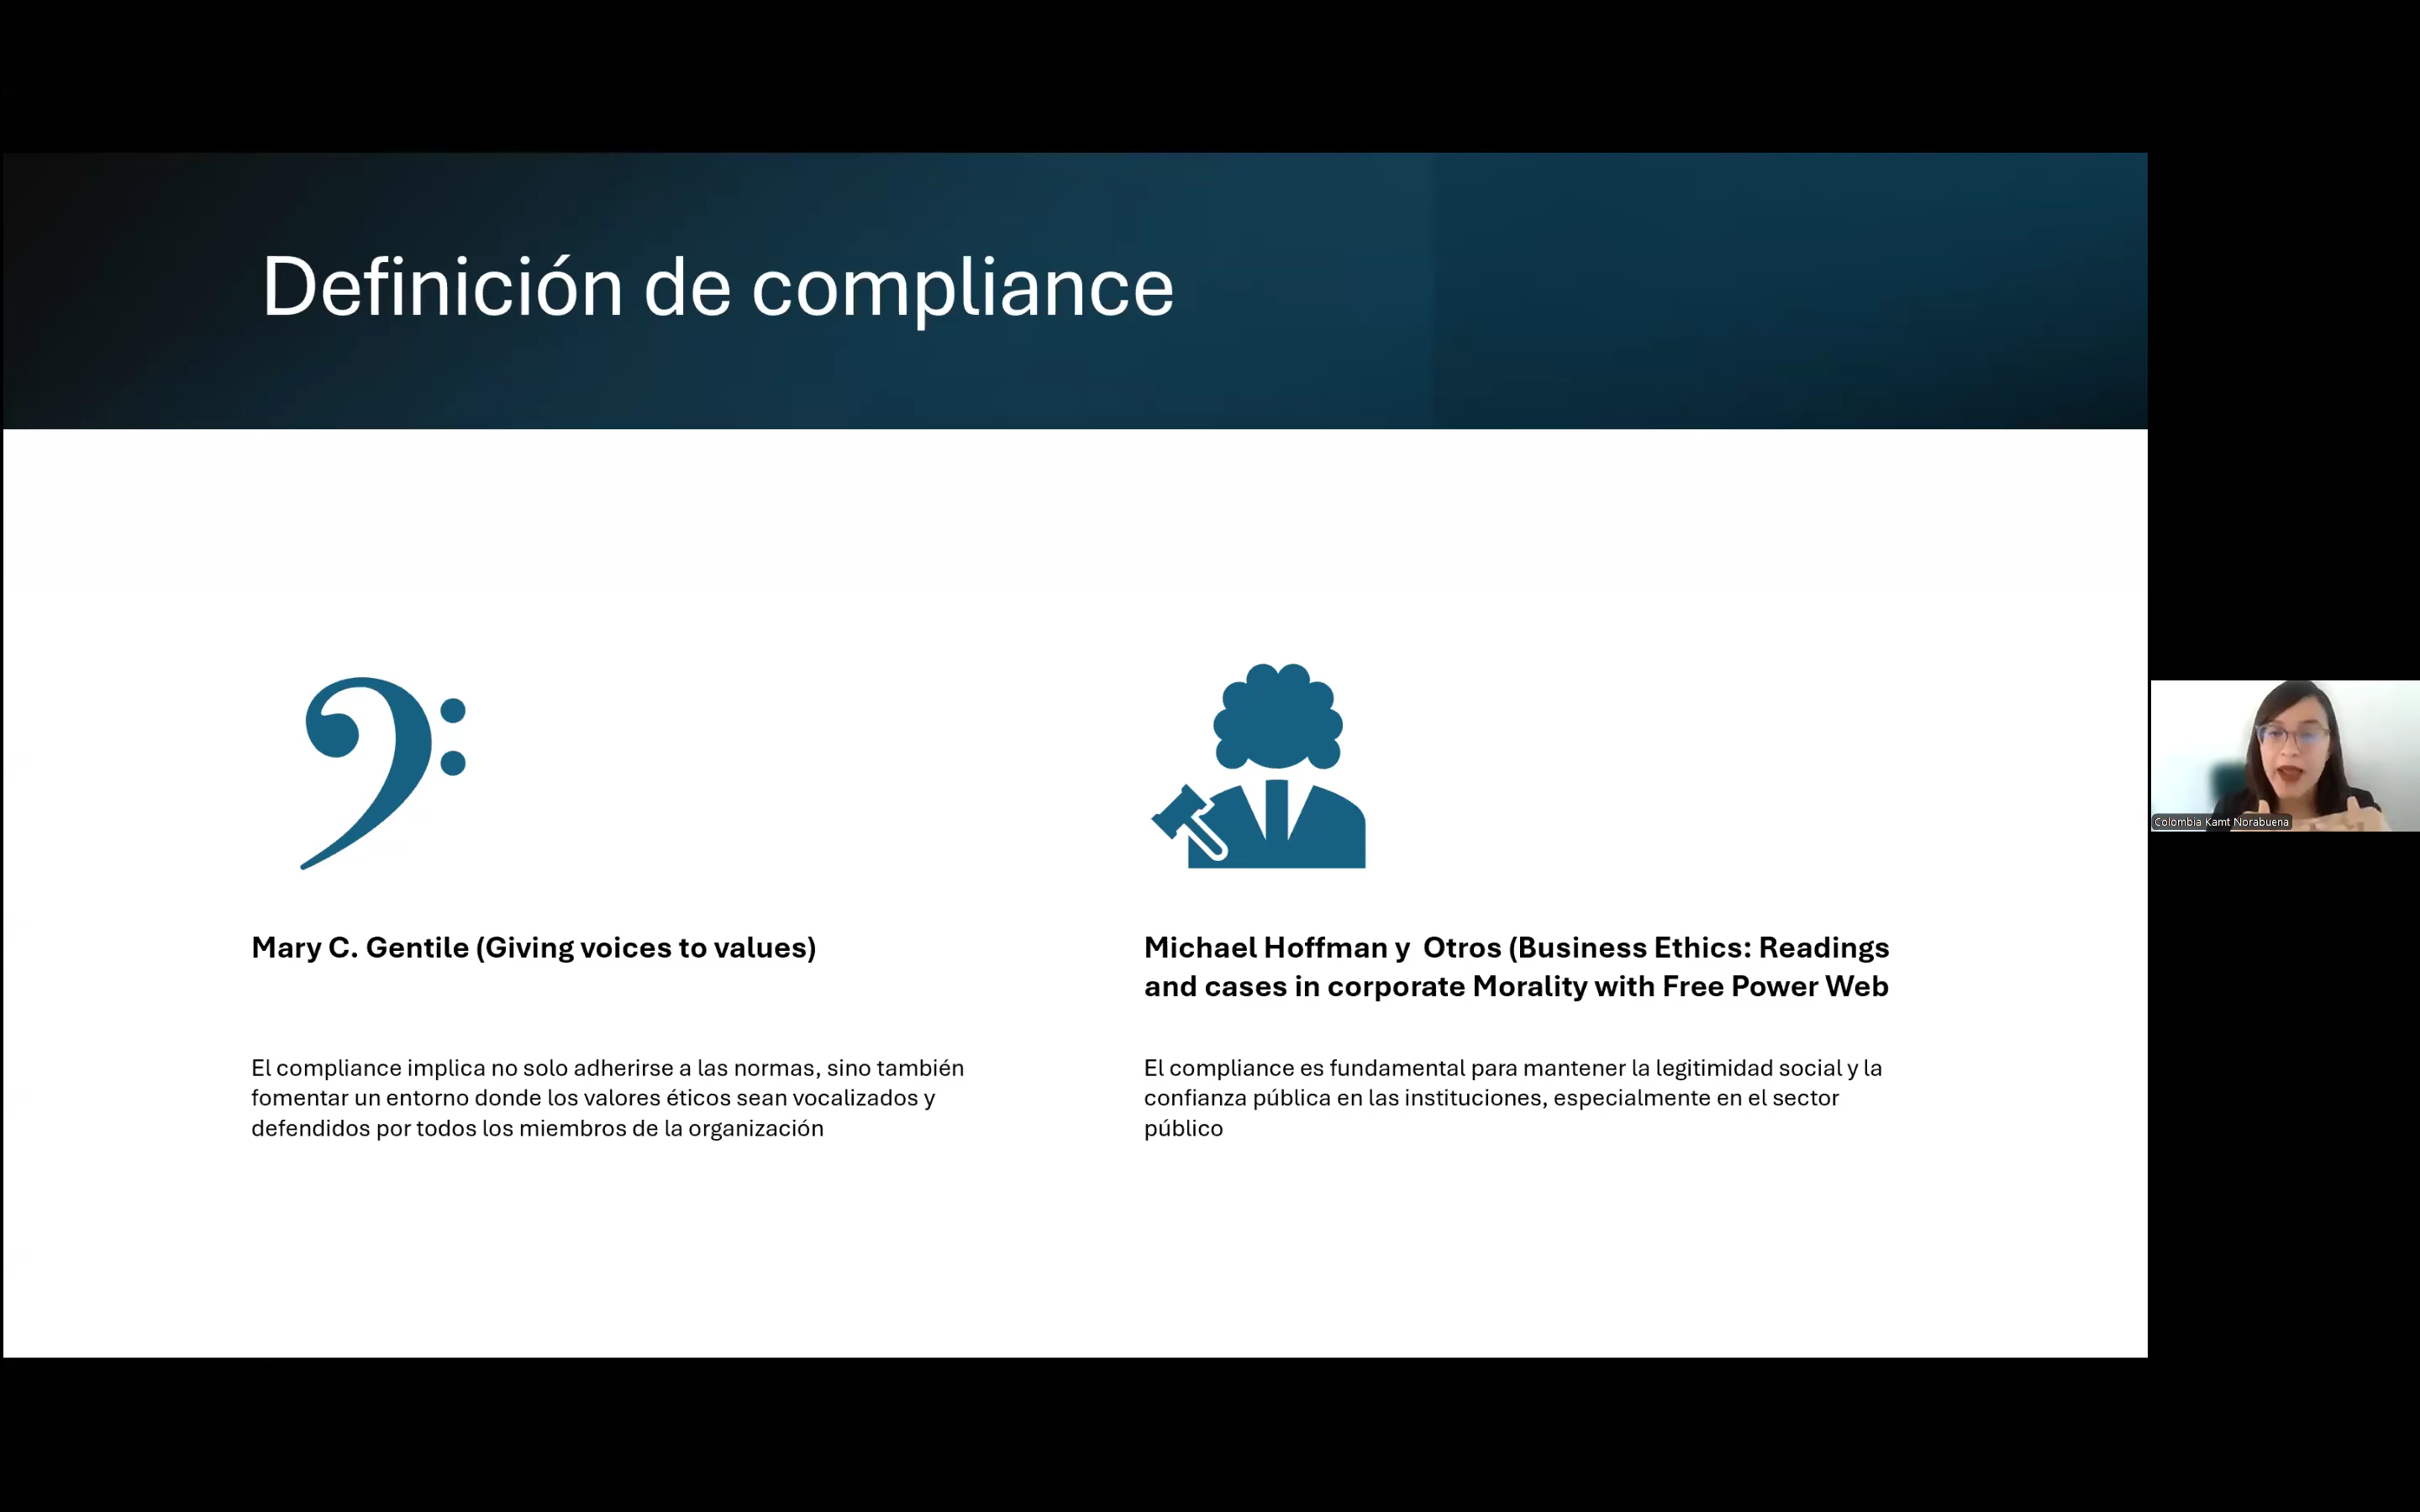 Definición de compliance
Mary C. Gentile (Giving voices to values)
El compliance implica no solo adherirse a las normas, sino también
fomentar un entorno donde los valores éticos sean vocalizados y
defendidos por todos los miembros de la organización
Michael Hoffman y  Otros (Business Ethics: Readings
and cases in corporate Morality with Free Power Web
El compliance es fundamental para mantener la legitimidad social y la
confianza pública en las instituciones, especialmente en el sector
público
Colombia Kamt Norabuena